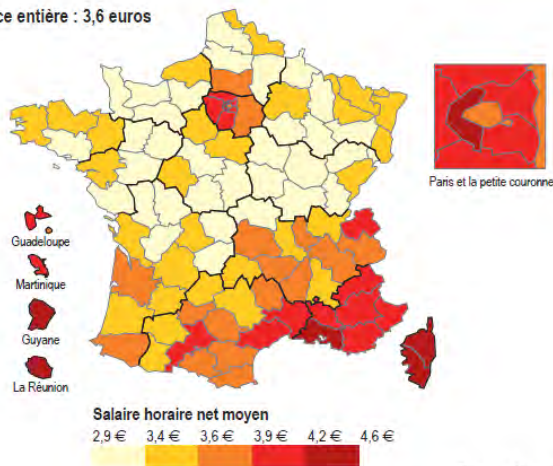 ce entière : 3,6 euros
Paris et la petite couronne
Guadeloupe
Martinique
Guyane
La Réunion
Salaire horaire net moyen
2,9 € 3,4 € 3,6 € 3,9 € 4,2 € 4,6 €